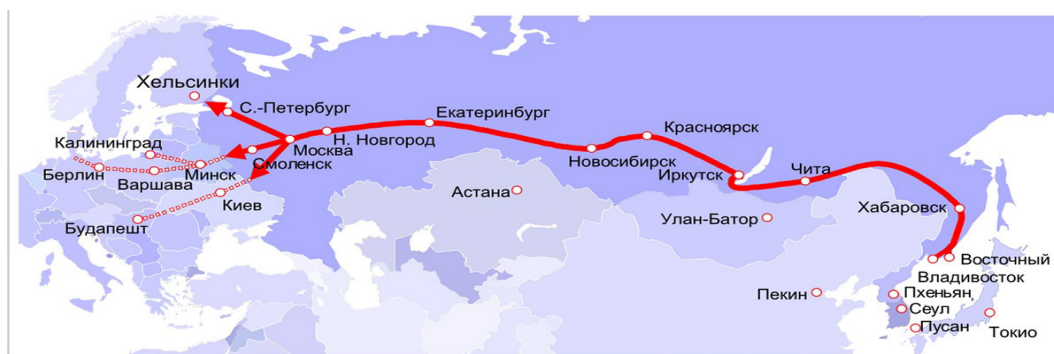 Хельсинки
С.-Петербург
Екатеринбург
Калининград
Н. Новгород
Москва
Красноярск
Смоленск
Новосибирск
Берлин
Минск
Варшава
Иркутск
Чита
Киев
Астана
Улан-Батор
Хабаровск
Будапешт
Восточный
Владивосток
Пекин
Пхеньян
Сеул
Пусан
Токио